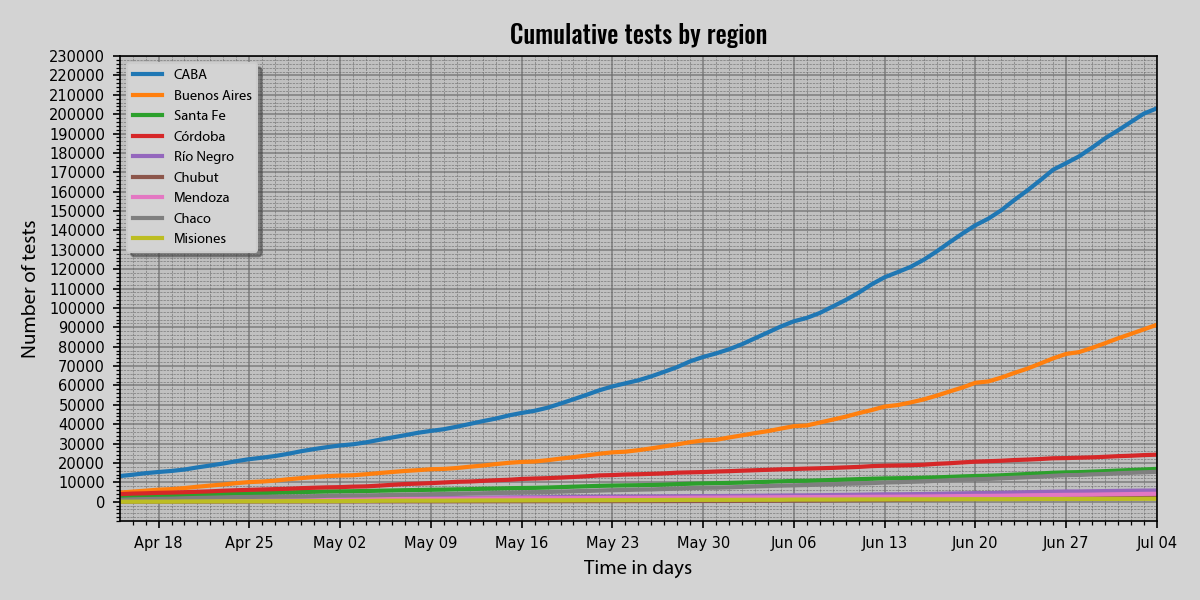 Cumulative tests by region
230000
220000
210000
200000
190000
180000
170000
160000
150000
140000
130000
120000
110000
100000
90000
80000
70000
60000
50000
40000
30000
20000
10000
0
Number of tests
CABA
Buenos Aires
Santa Fe
Córdoba
Río Negro
Chubut
Mendoza
Chaco
Misiones
Apr 18 Apr 25 May 02 May 09 May 16 May 23 May 30 Jun 06 Jun 13 Jun 20 Jun 27 Jul 04
Time in days